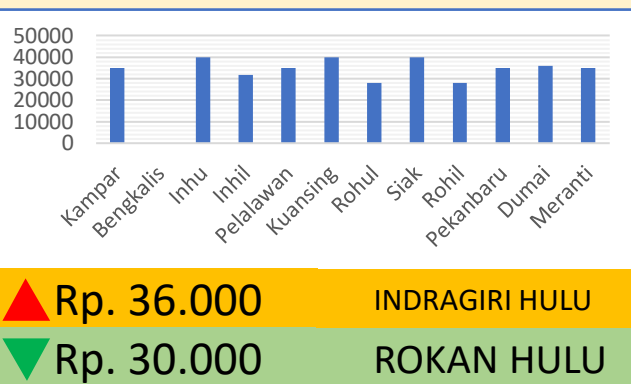 50000
40000
30000
20000
10000
0
Kampar
Bengkalis
Inhu
Inhil
Pelalawan
Kuansing
Rohul
Siak
Rohil
Pekanbaru
Dumai
Meranti
Rp. 36.000 INDRAGIRI HULU
Rp. 30.000 ROKAN HULU